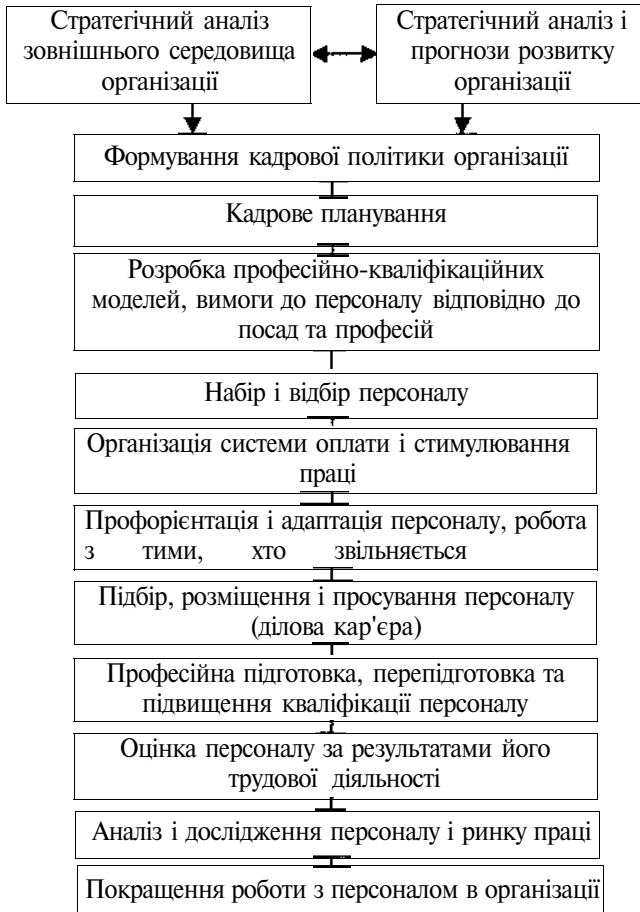 Стратегічний аналіз
зовнішнього середовища
організації
Стратегічний аналіз і
прогнози розвитку
організації
Формування кадрової політики організації
Кадрове планування
Розробка професійно-кваліфікаційних
моделей, вимоги до персоналу відповідно до
посад та професій
Набір і відбір персоналу
Організація системи оплати і стимулювання
праці
Профорієнтація і адаптація персоналу, робота
з тими, хто звільняється
Підбір, розміщення і просування персоналу
(ділова кар'єра)
Професійна підготовка, перепідготовка та
підвищення кваліфікації персоналу
Оцінка персоналу за результатами його
трудової діяльності
Аналіз і дослідження персоналу і ринку праці
Покращення роботи з персоналом в організації